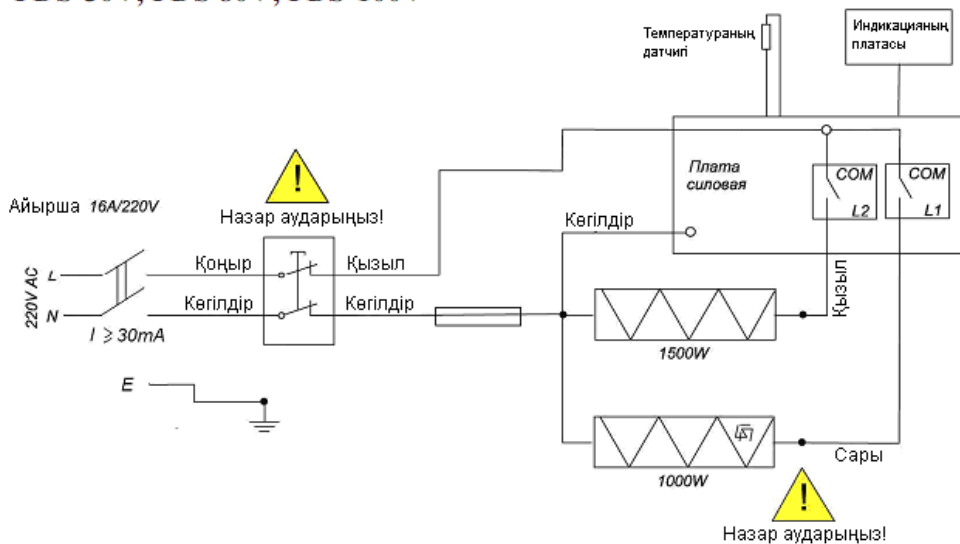 Температураның
датчигі
Индикацияның
платасы
Плата
силовая
COM
L2
COM
L1
Айырша 16A/220V
Назар аударыңыз!
Көгілдір
220V AC
L
Қоңыр
Қызыл
N
Көгілдір
Көгілдір
I ⩾ 30mA
Қызыл
1500W
E
1000W
Сары
Назар аударыңыз!